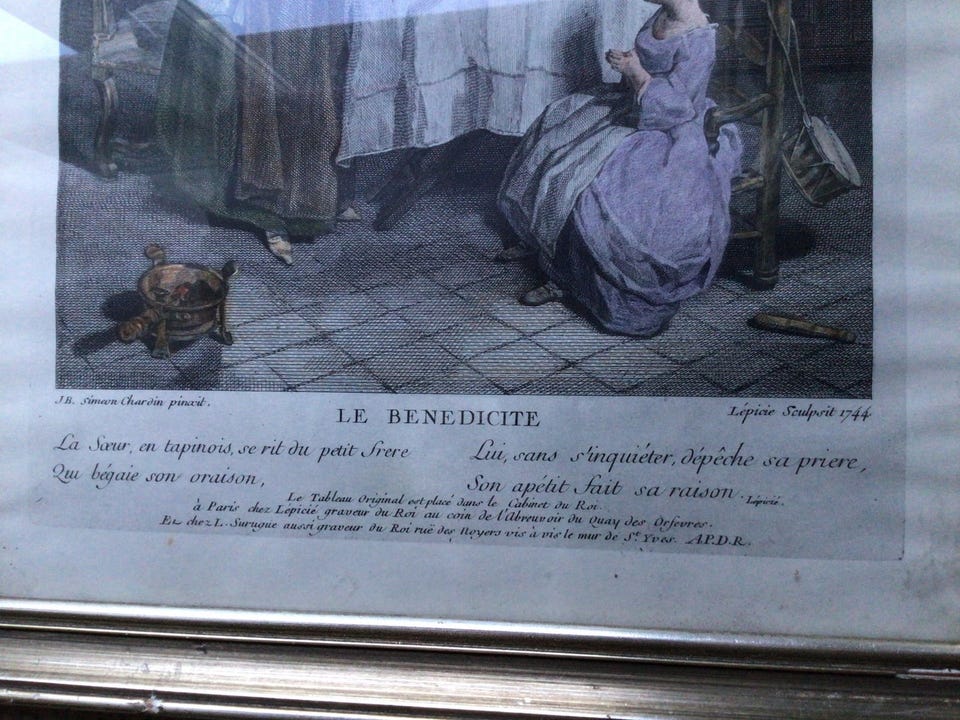 J.B. Simeon Chardin pinxit.
LE BENEDICITE
Lépicie Sculpsit 1744
La Sœur, en tapinois, se rit du petit frere
Qui bégaie son oraison,
Lui, sans s'inquiéter, dépêche sa priere,
Son apétit fait sa raison. Lépicié.
Le Tableau Original est placé dans le Cabinet du Roi.
à Paris chez Lépicié graveur du Roi au coin de l'Abreuvoir du Quay des Orfevres.
Et chez L. Surugue aussi graveur du Roi ruë des Noyers vis à vis le mur de St. Yves. A.P.D.R.